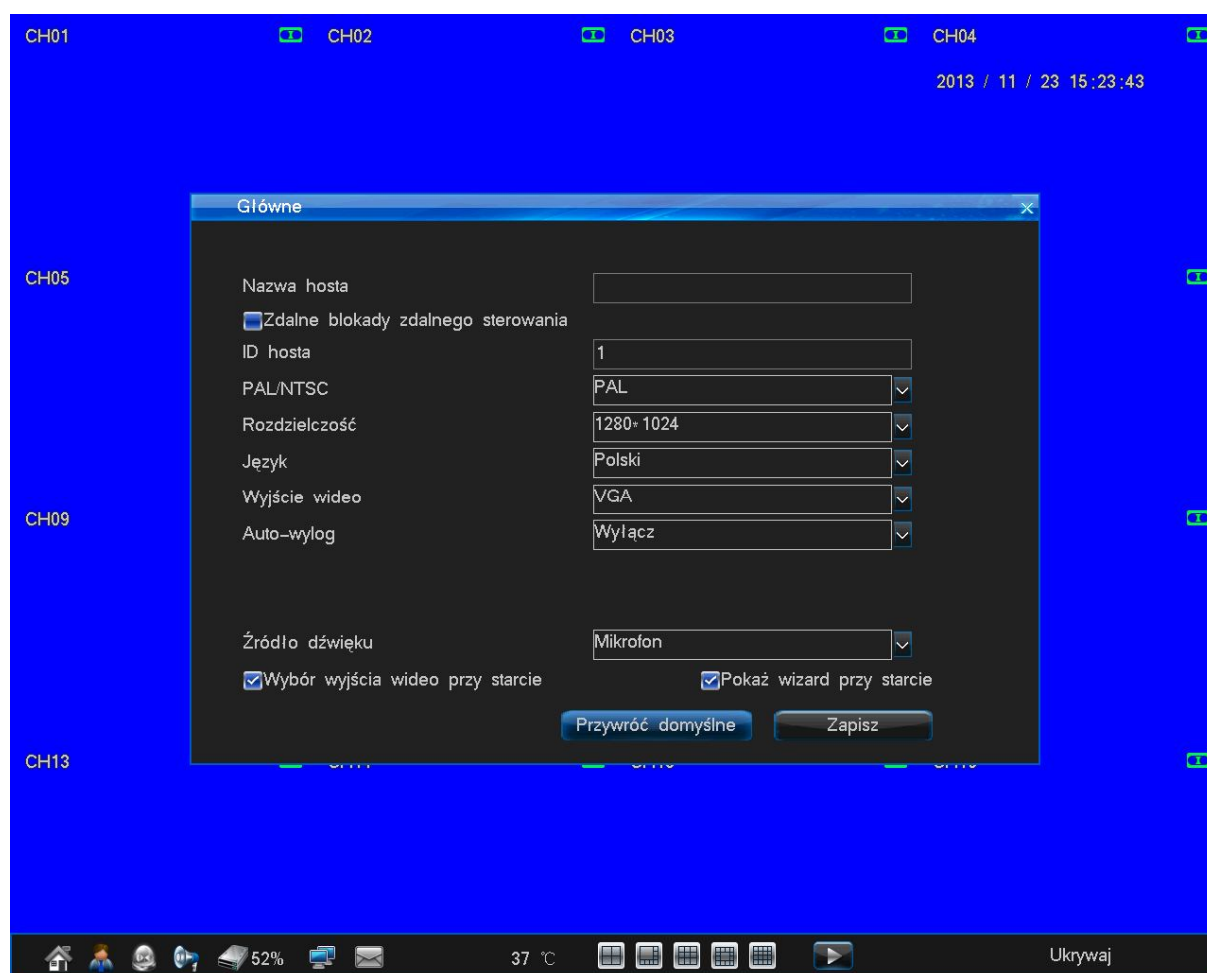 CH01 CH02 CH03 CH04
2013 / 11 / 23 15:23:43
Główne
CH05
Nazwa hosta
Zdalne blokady zdalnego sterowania
ID hosta 1
PAL/NTSC PAL
Rozdzielczość 1280*1024
Język Polski
Wyjście wideo VGA
CH09
Auto-wylog Wyłącz
Źródło dźwięku Mikrofon
Wybór wyjścia wideo przy starcie Pokaż wizard przy starcie
Przywróć domyślne Zapisz
CH13
52% 37 °C Ukrywaj